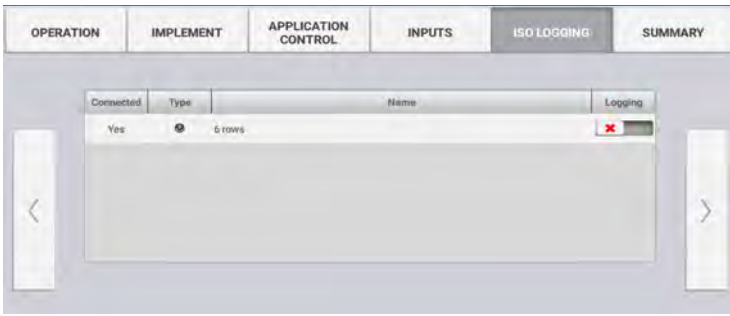 OPERATION
IMPLEMENT
APPLICATION
CONTROL
INPUTS
ISO LOGGING
SUMMARY
Connected Type Name Logging
Yes 6 rows